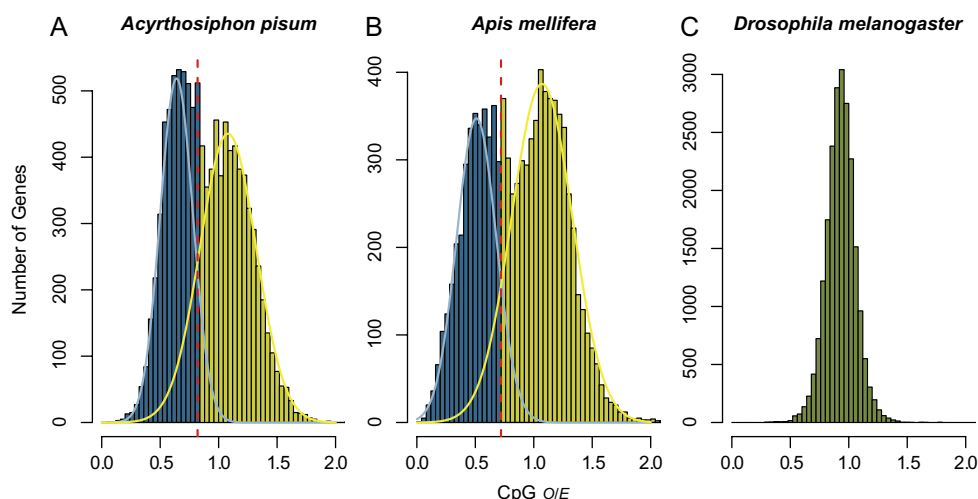 A Acyrthosiphon pisum
B Apis mellifera
C Drosophila melanogaster
Number of Genes
500
400
300
200
100
0
0.0 0.5 1.0 1.5 2.0
400
300
200
100
0
0.0 0.5 1.0 1.5 2.0
3000
2500
2000
1500
1000
500
0
0.0 0.5 1.0 1.5 2.0
CpG O/E